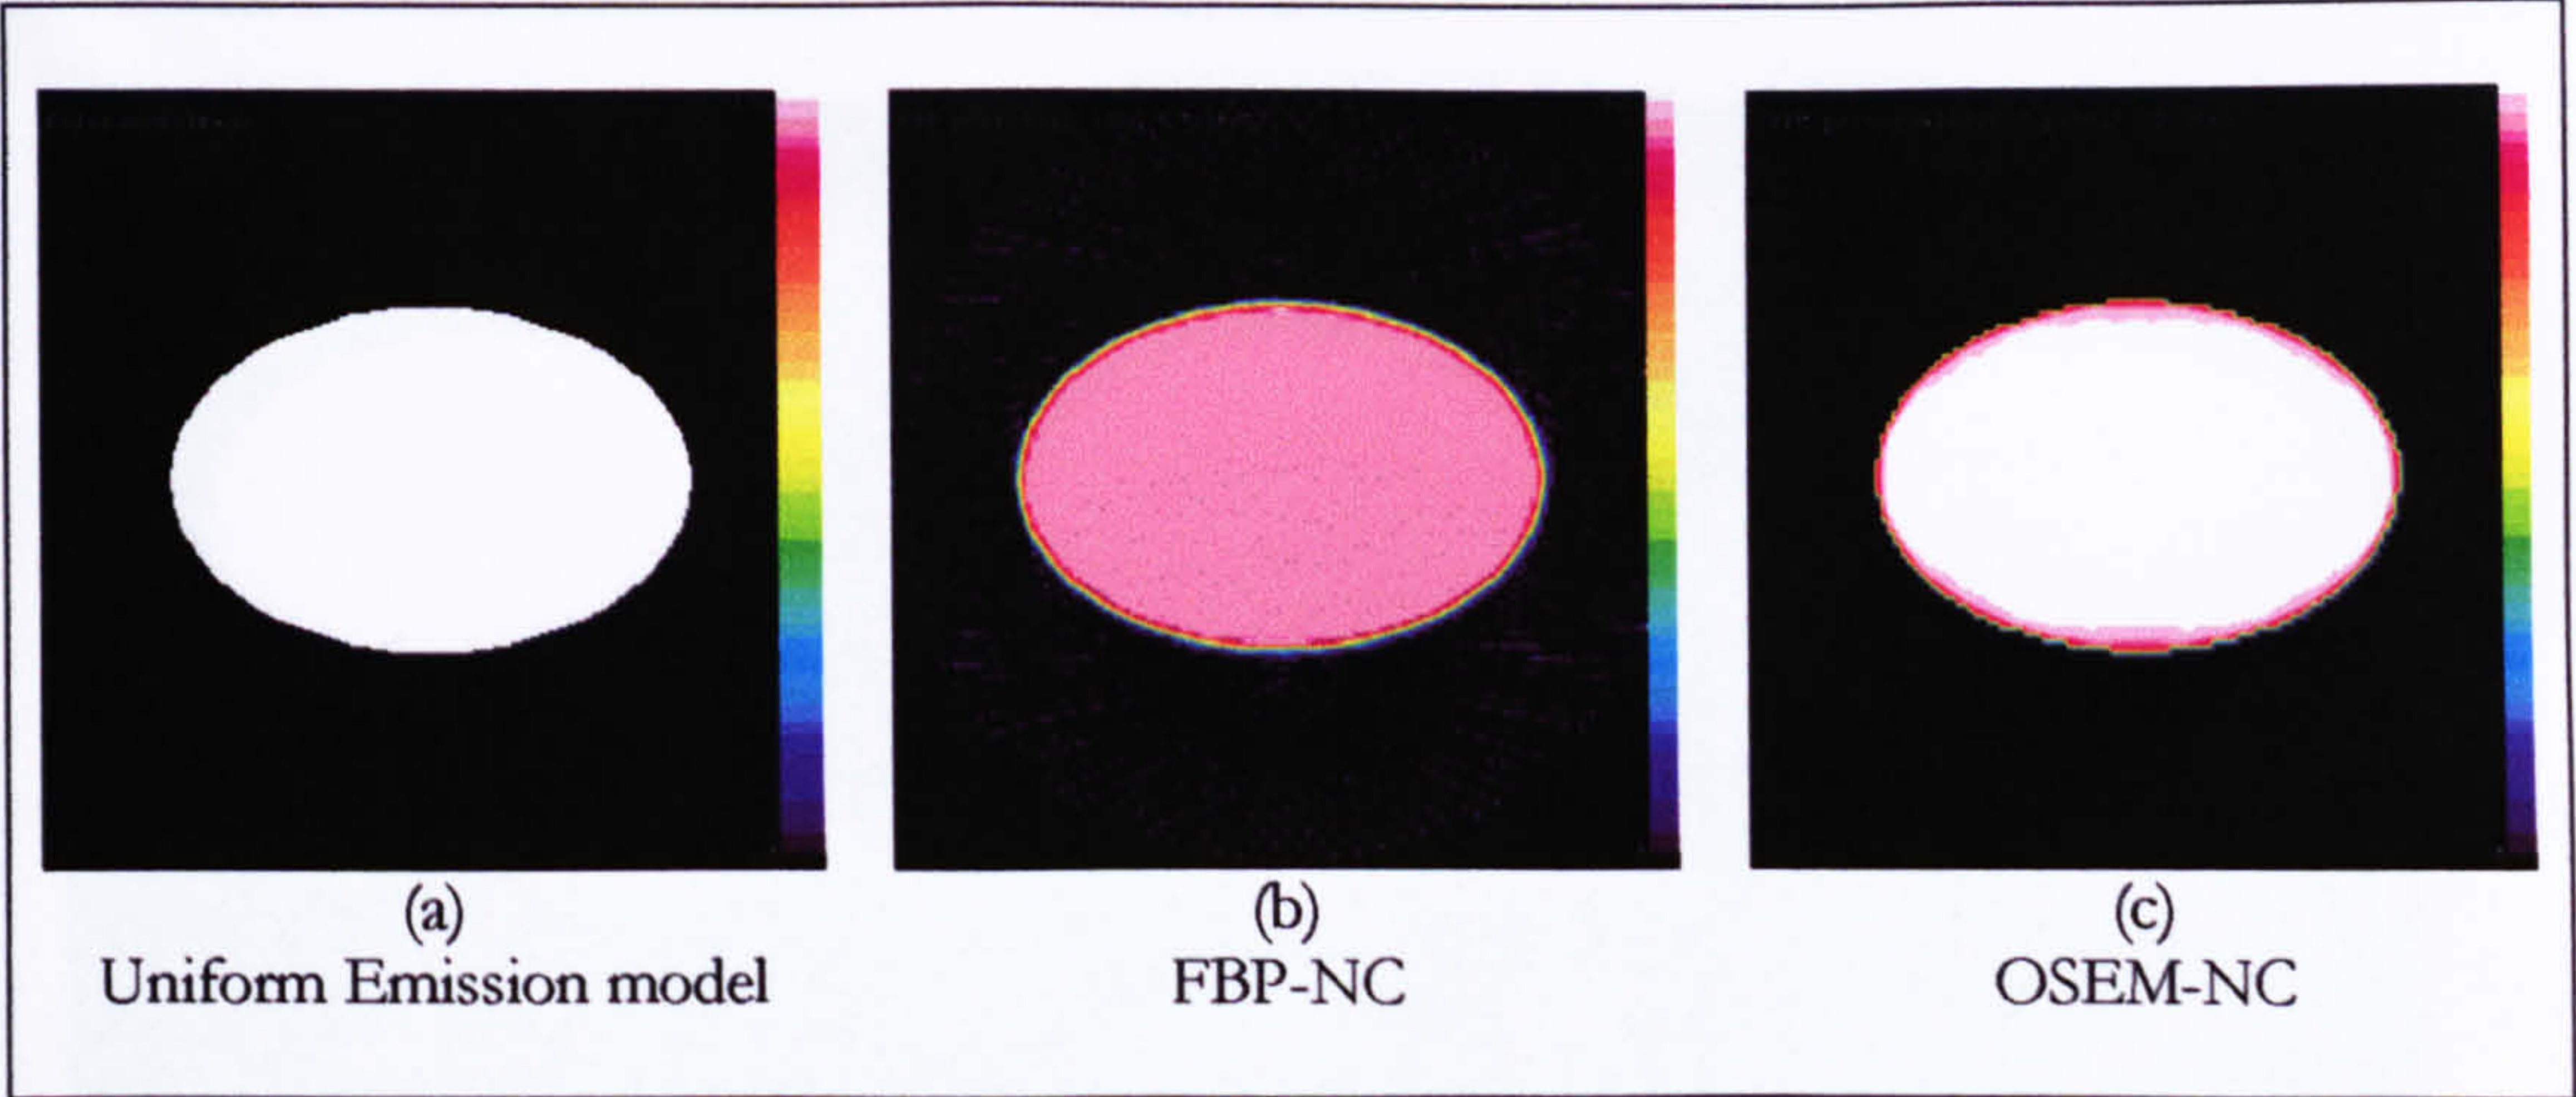 (a)
Uniform Emission model
(b)
FBP-NC
(c)
OSEM-NC